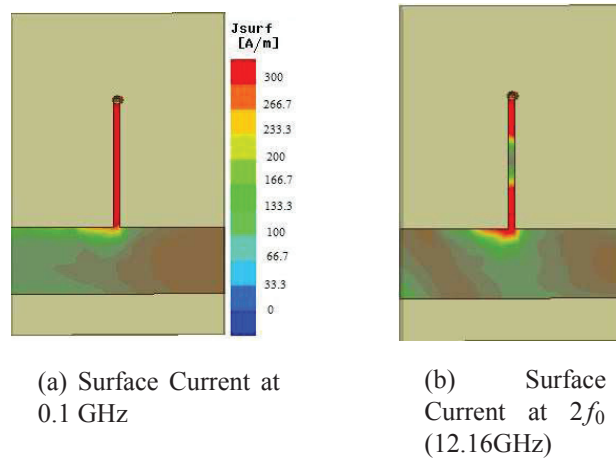 Jsurf
[A/m]
300
266.7
233.3
200
166.7
133.3
100
66.7
33.3
0
(a) Surface Current at
0.1 GHz
(b) Surface
Current at 2f₀
(12.16GHz)